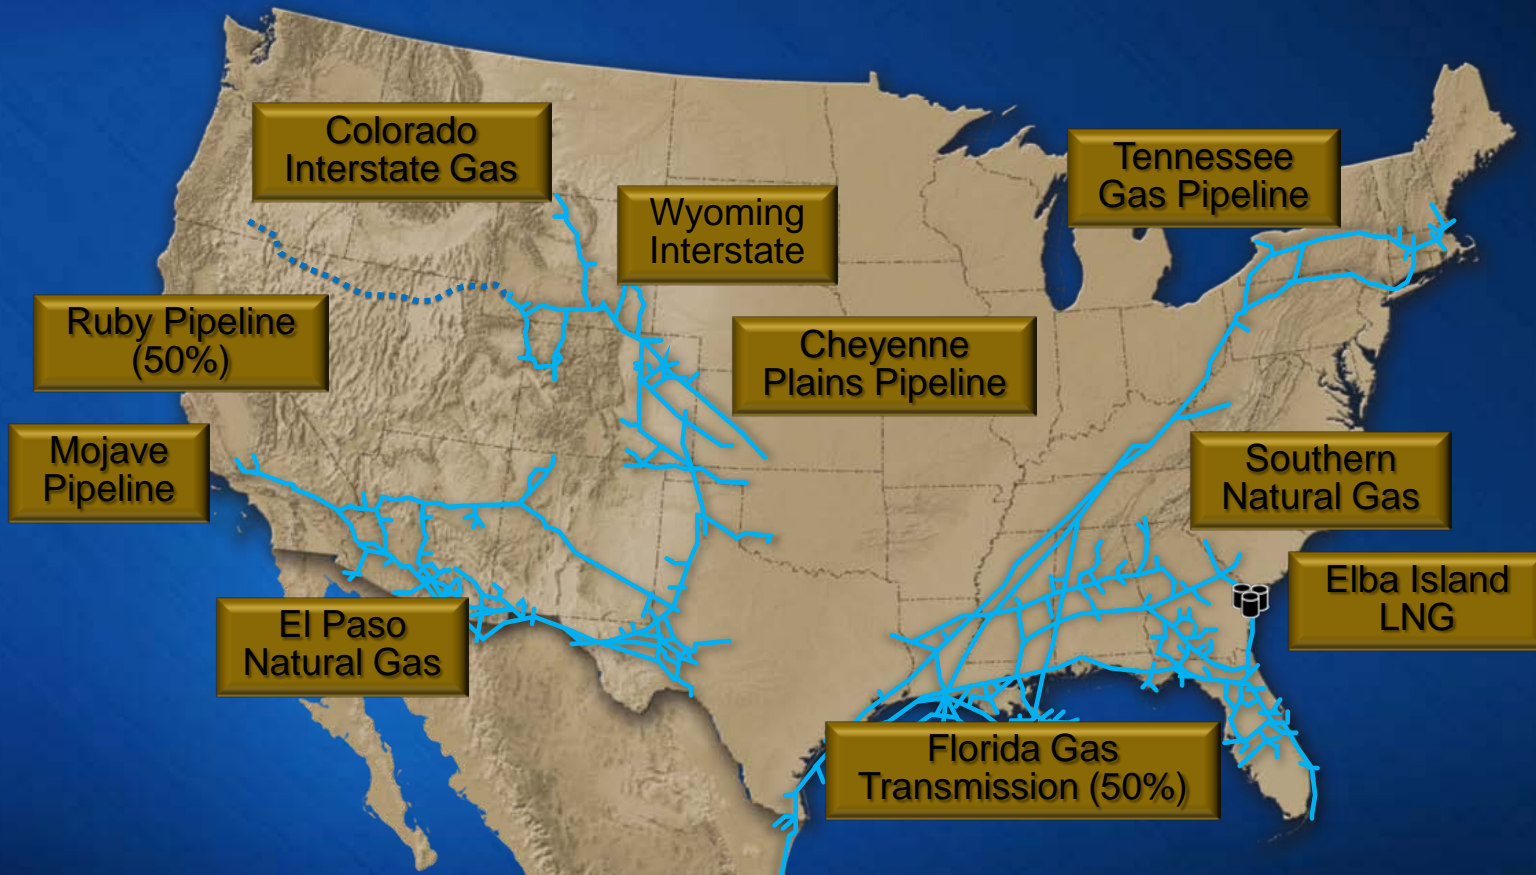 Colorado
Interstate Gas
Tennessee
Gas Pipeline
Wyoming
Interstate
Ruby Pipeline
(50%)
Cheyenne
Plains Pipeline
Mojave
Pipeline
Southern
Natural Gas
Elba Island
LNG
El Paso
Natural Gas
Florida Gas
Transmission (50%)